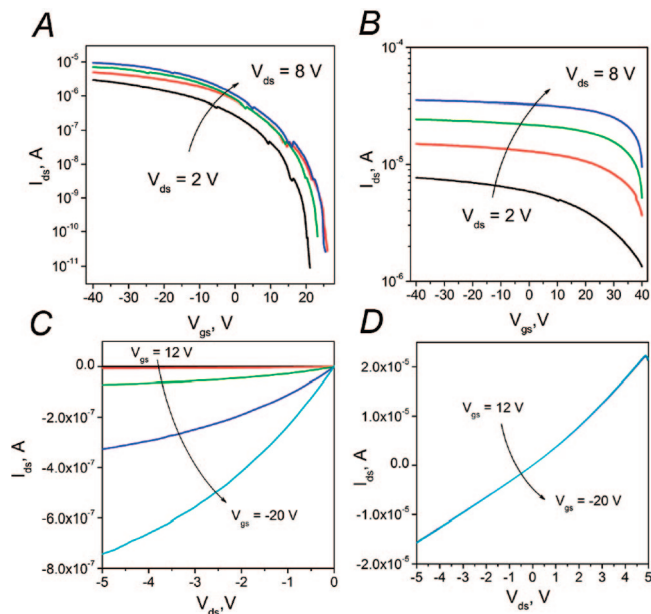 A
10⁻⁵
10⁻⁶
10⁻⁷
10⁻⁸
10⁻⁹
10⁻¹⁰
10⁻¹¹
I_ds, A
V_ds = 8 V
V_ds = 2 V
-40 -30 -20 -10 0 10 20
V_gs, V
B
10⁻⁴
10⁻⁵
10⁻⁶
I_ds, A
V_ds = 8 V
V_ds = 2 V
-40 -30 -20 -10 0 10 20 30 40
V_gs, V
C
0.0
-2.0x10⁻⁷
-4.0x10⁻⁷
-6.0x10⁻⁷
-8.0x10⁻⁷
I_ds, A
V_gs = 12 V
V_gs = -20 V
-5 -4 -3 -2 -1 0
V_ds, V
D
2.0x10⁻⁵
1.0x10⁻⁵
0.0
-1.0x10⁻⁵
-2.0x10⁻⁵
I_ds, A
V_gs = 12 V
V_gs = -20 V
-5 -4 -3 -2 -1 0 1 2 3 4 5
V_ds, V